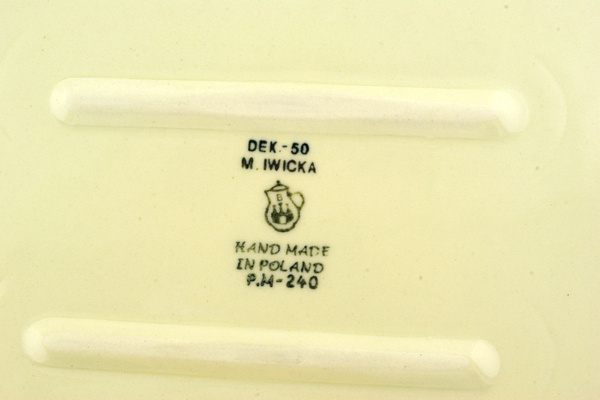 DEK.-50
M. IWICKA
B
HAND MADE
IN POLAND
P.M-240